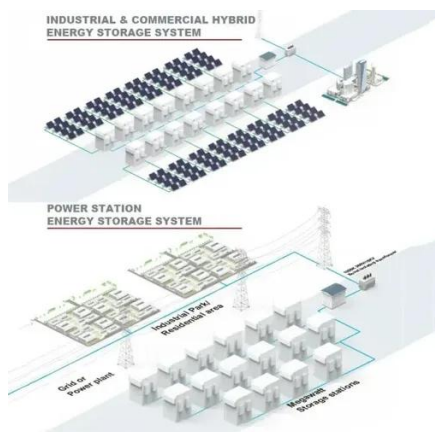 INDUSTRIAL & COMMERCIAL HYBRID
ENERGY STORAGE SYSTEM
POWER STATION
ENERGY STORAGE SYSTEM
Industrial Park/
Residential area
Grid or
Power plant
Megawatt
Storage stations